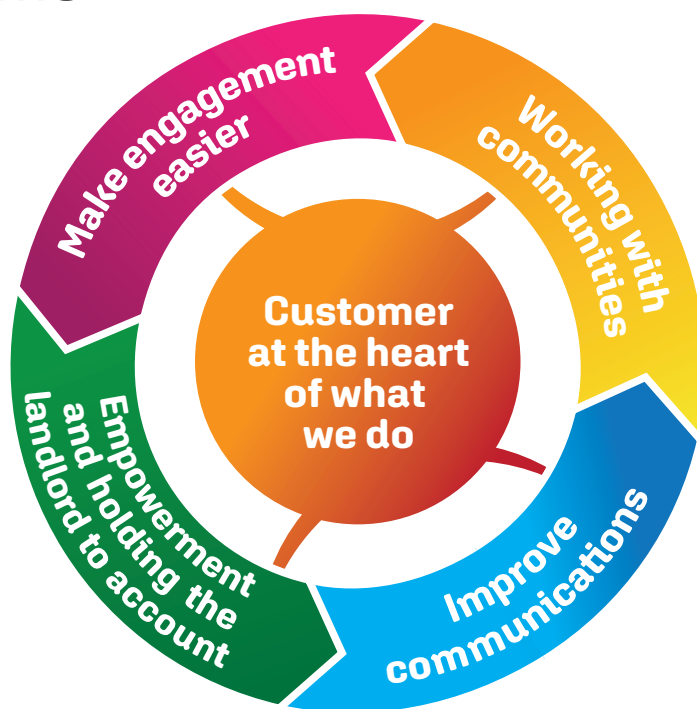 Make engagement
easier
Working with
communities
Customer
at the heart
of what
we do
Empowerment
and holding the
landlord to account
Improve
communications